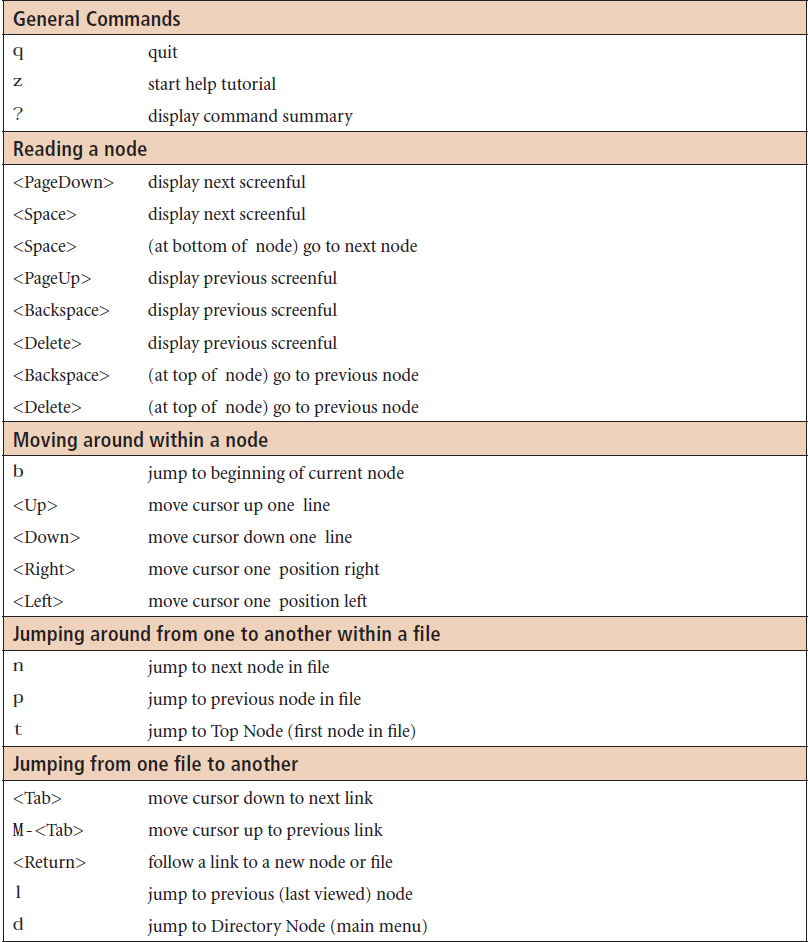 General Commands
q quit
z start help tutorial
? display command summary
Reading a node
<PageDown> display next screenful
<Space> display next screenful
<Space> (at bottom of node) go to next node
<PageUp> display previous screenful
<Backspace> display previous screenful
<Delete> display previous screenful
<Backspace> (at top of node) go to previous node
<Delete> (at top of node) go to previous node
Moving around within a node
b jump to beginning of current node
<Up> move cursor up one line
<Down> move cursor down one line
<Right> move cursor one position right
<Left> move cursor one position left
Jumping around from one to another within a file
n jump to next node in file
p jump to previous node in file
t jump to Top Node (first node in file)
Jumping from one file to another
<Tab> move cursor down to next link
M-<Tab> move cursor up to previous link
<Return> follow a link to a new node or file
l jump to previous (last viewed) node
d jump to Directory Node (main menu)